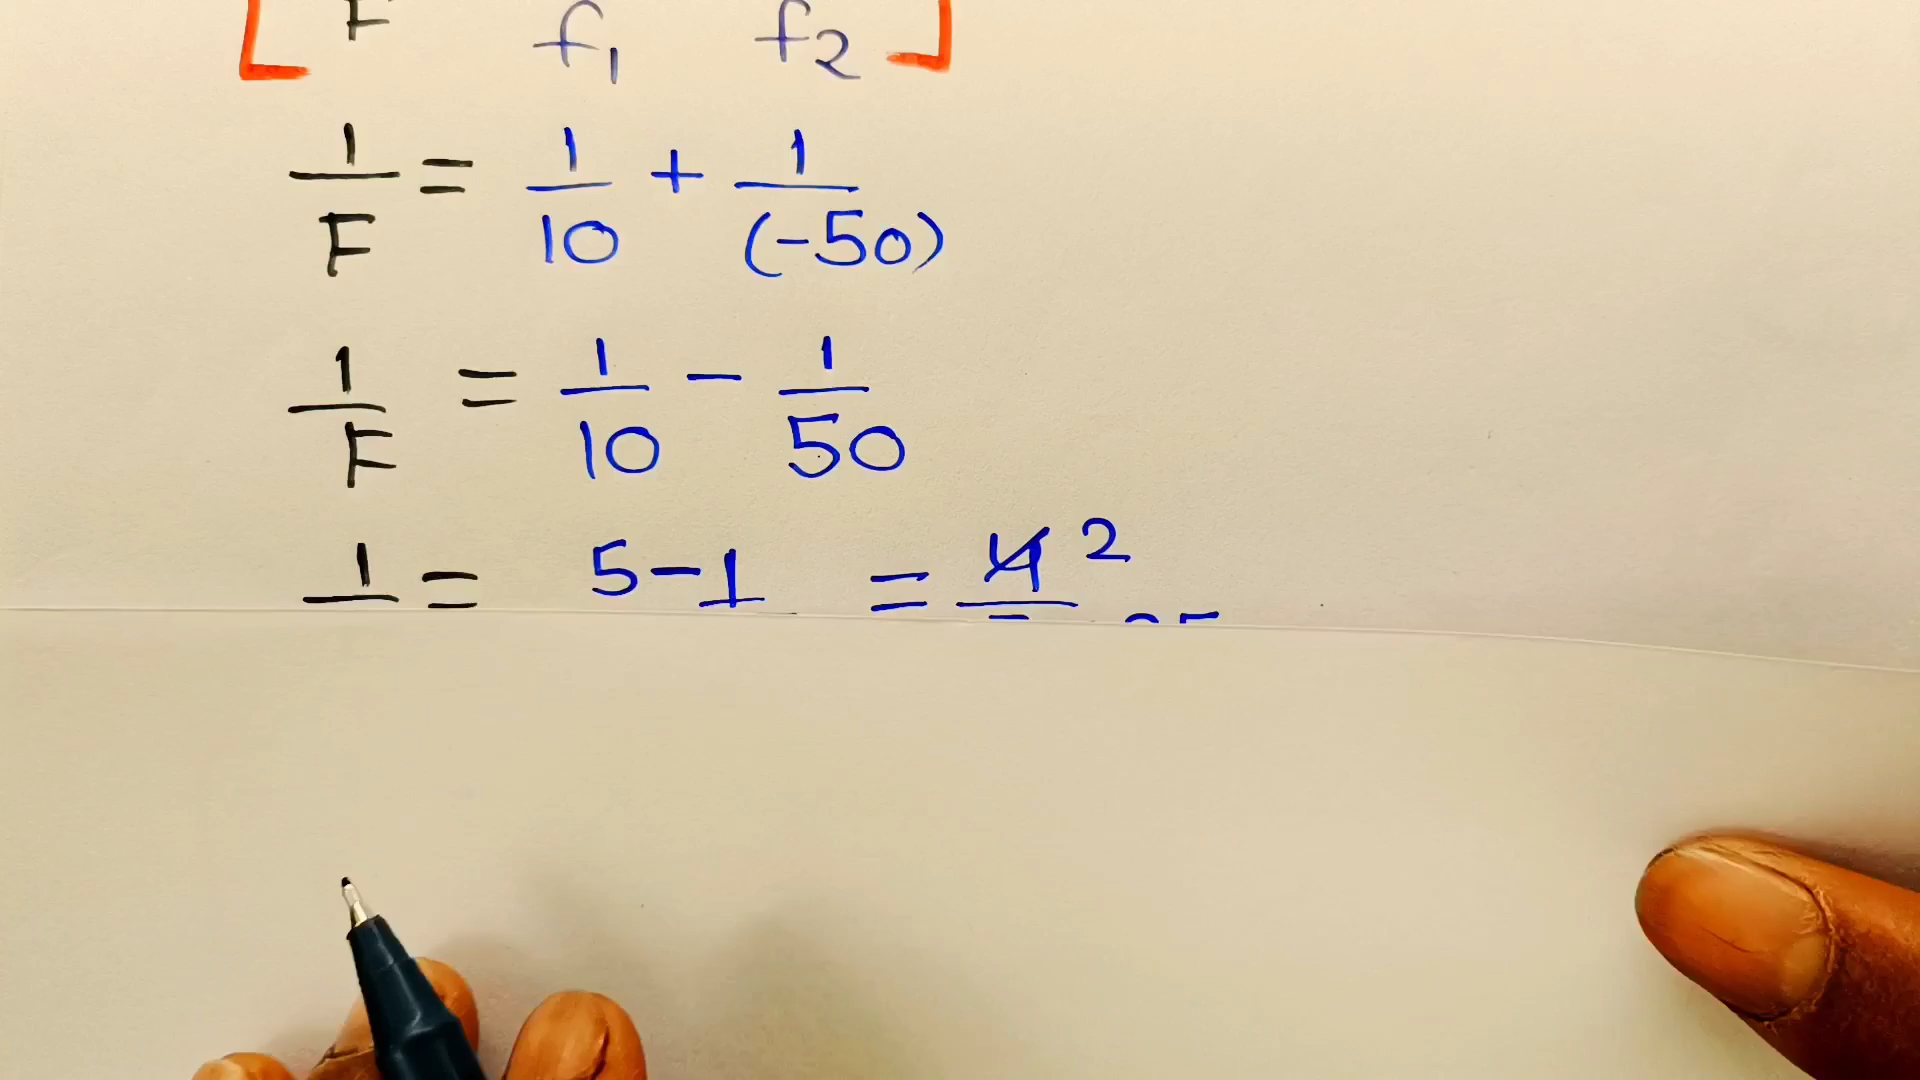 F f₁ f₂
1/F = 1/10 + 1/(-50)
1/F = 1/10 - 1/50
1 = 5-1 = 4 2